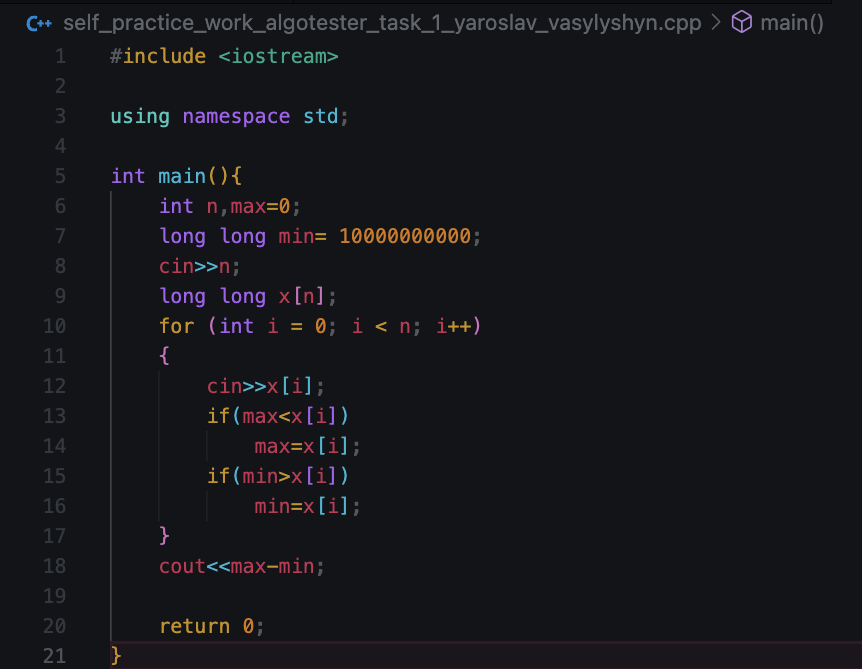 C++ self_practice_work_algotester_task_1_yaroslav_vasylyshyn.cpp > main()
1 #include <iostream>
2
3 using namespace std;
4
5 int main(){
6     int n,max=0;
7     long long min= 10000000000;
8     cin>>n;
9     long long x[n];
10     for (int i = 0; i < n; i++)
11     {
12         cin>>x[i];
13         if(max<x[i])
14             max=x[i];
15         if(min>x[i])
16             min=x[i];
17     }
18     cout<<max-min;
19
20     return 0;
21 }